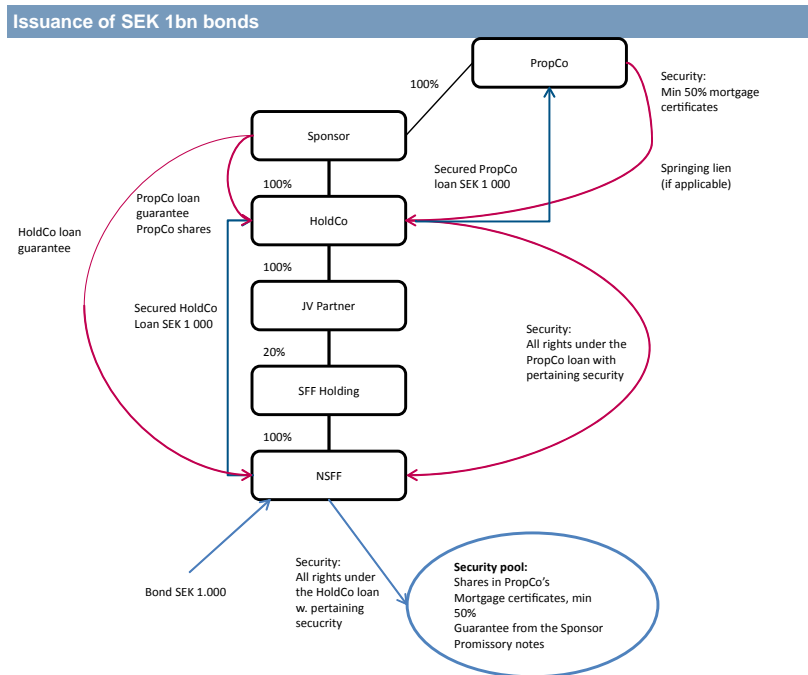 Issuance of SEK 1bn bonds
PropCo
Security:
Min 50% mortgage
certificates
100%
Sponsor
Secured PropCo
loan SEK 1 000
Springing lien
(if applicable)
100%
PropCo loan
guarantee
PropCo shares
HoldCo
HoldCo loan
guarantee
100%
Secured HoldCo
Loan SEK 1 000
JV Partner
Security:
All rights under the
PropCo loan with
pertaining security
20%
SFF Holding
100%
NSFF
Bond SEK 1.000
Security:
All rights under
the HoldCo loan
w. pertaining
secucrity
Security pool:
Shares in PropCo's
Mortgage certificates, min
50%
Guarantee from the Sponsor
Promissory notes